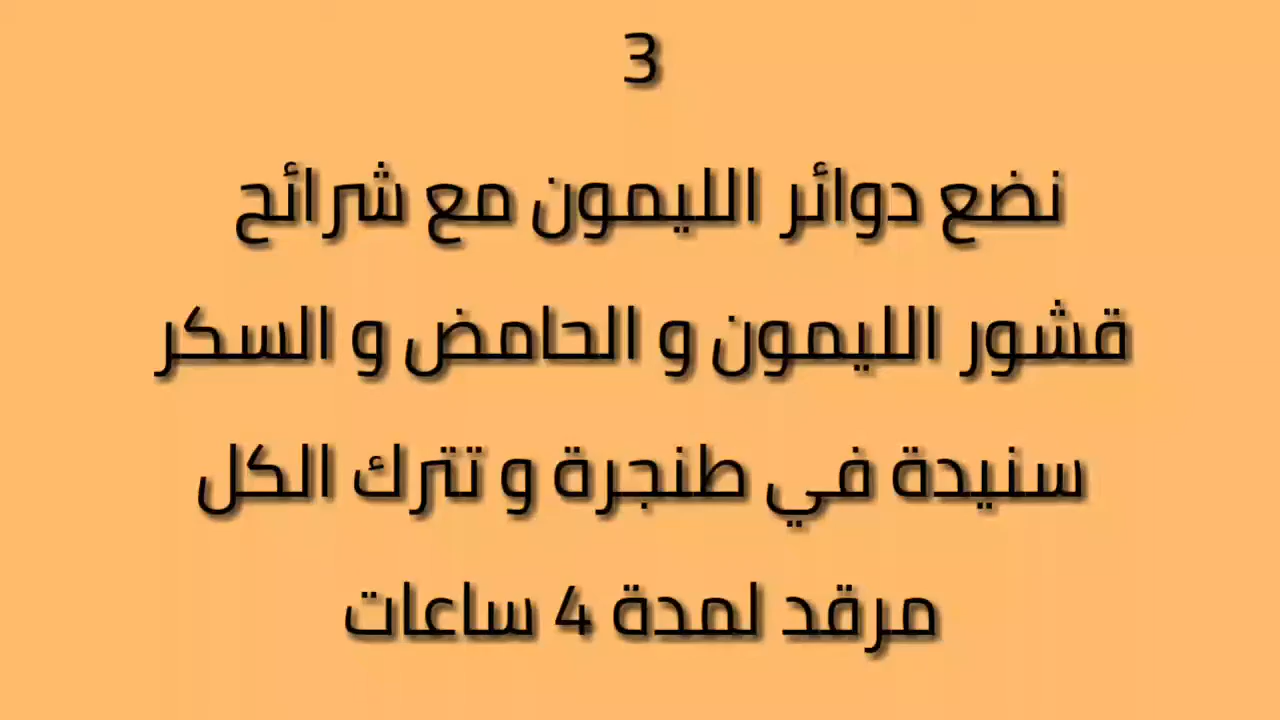 3
نضع دوائر الليمون مع شرائح
قشور الليمون و الحامض و السكر
سنيدة في طنجرة و تترك الكل
مرقد لمدة 4 ساعات